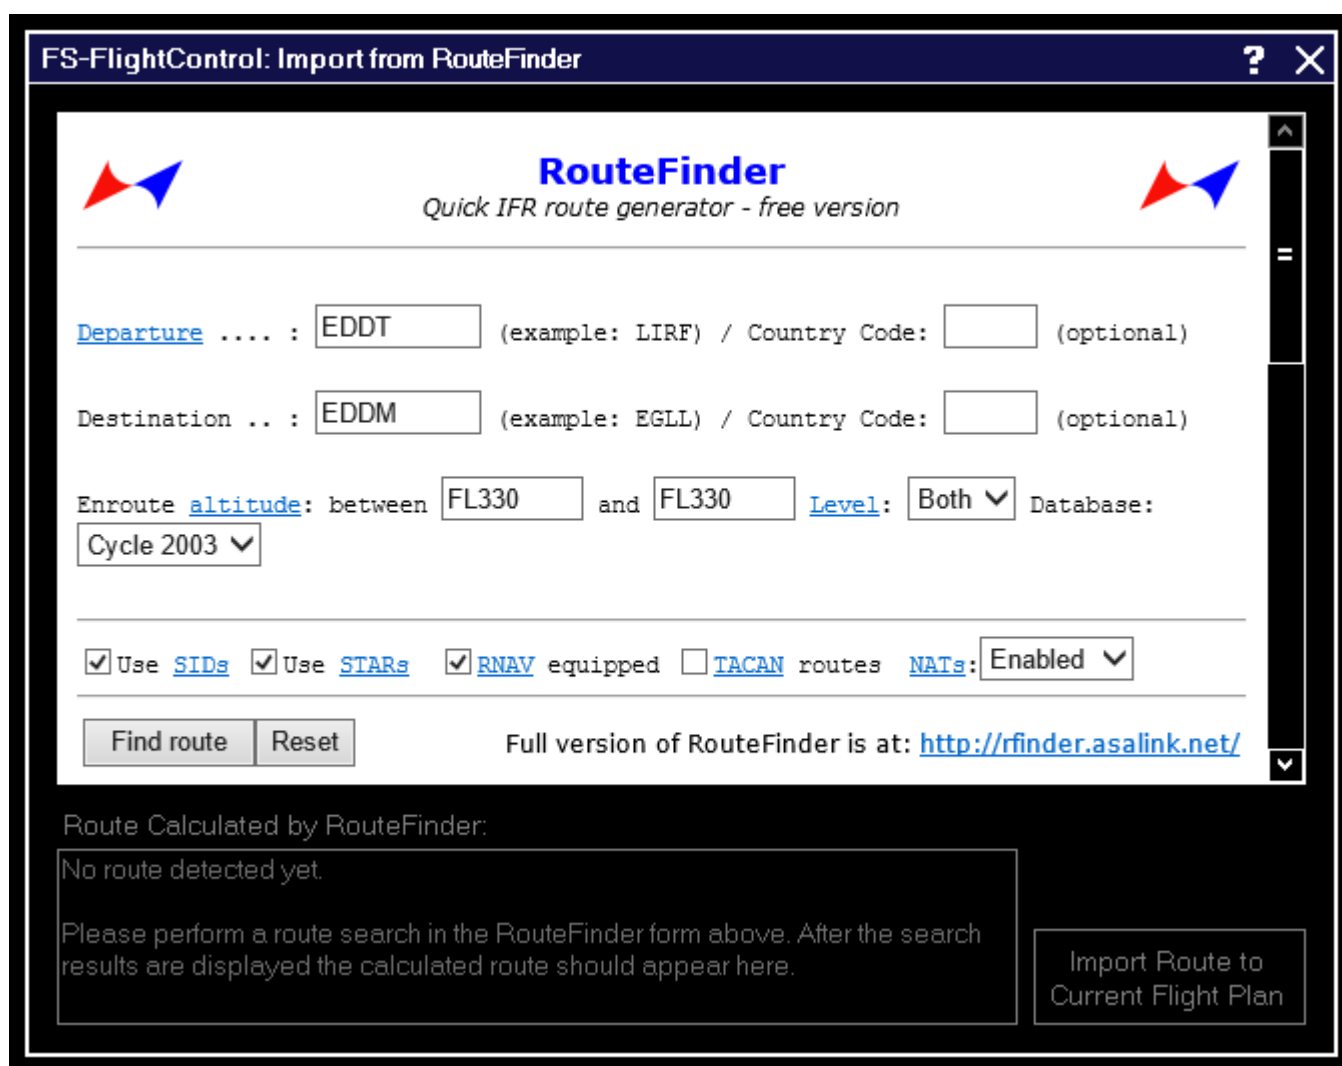 FS-FlightControl: Import from RouteFinder ? X
RouteFinder
Quick IFR route generator - free version
Departure .... : EDDT (example: LIRF) / Country Code: (optional)
Destination .. : EDDM (example: EGLL) / Country Code: (optional)
Enroute altitude: between FL330 and FL330 Level: Both Database:
Cycle 2003
Use SIDs Use STARs RNAV equipped TACAN routes NATs: Enabled
Find route Reset Full version of RouteFinder is at: http://rfinder.asalink.net/
Route Calculated by RouteFinder:
No route detected yet.
Please perform a route search in the RouteFinder form above. After the search
results are displayed the calculated route should appear here.
Import Route to
Current Flight Plan